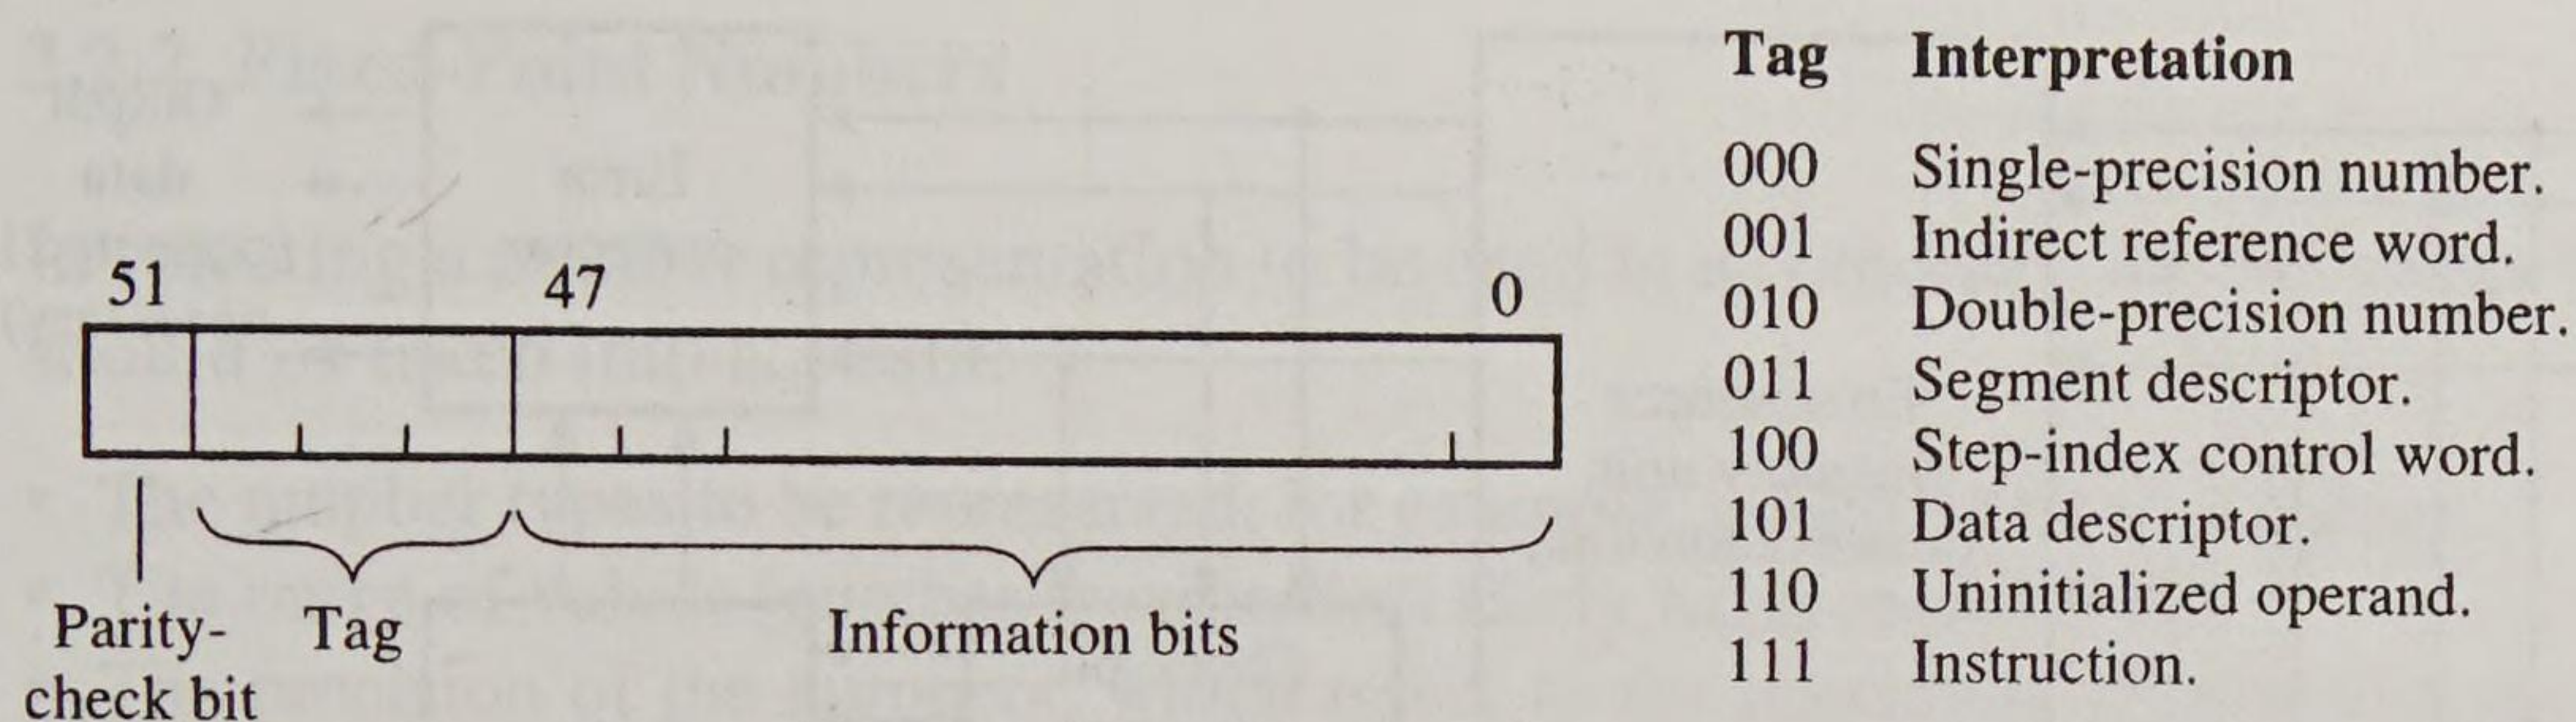 51 47 0
Parity- Tag Information bits
check bit
Tag Interpretation
000 Single-precision number.
001 Indirect reference word.
010 Double-precision number.
011 Segment descriptor.
100 Step-index control word.
101 Data descriptor.
110 Uninitialized operand.
111 Instruction.